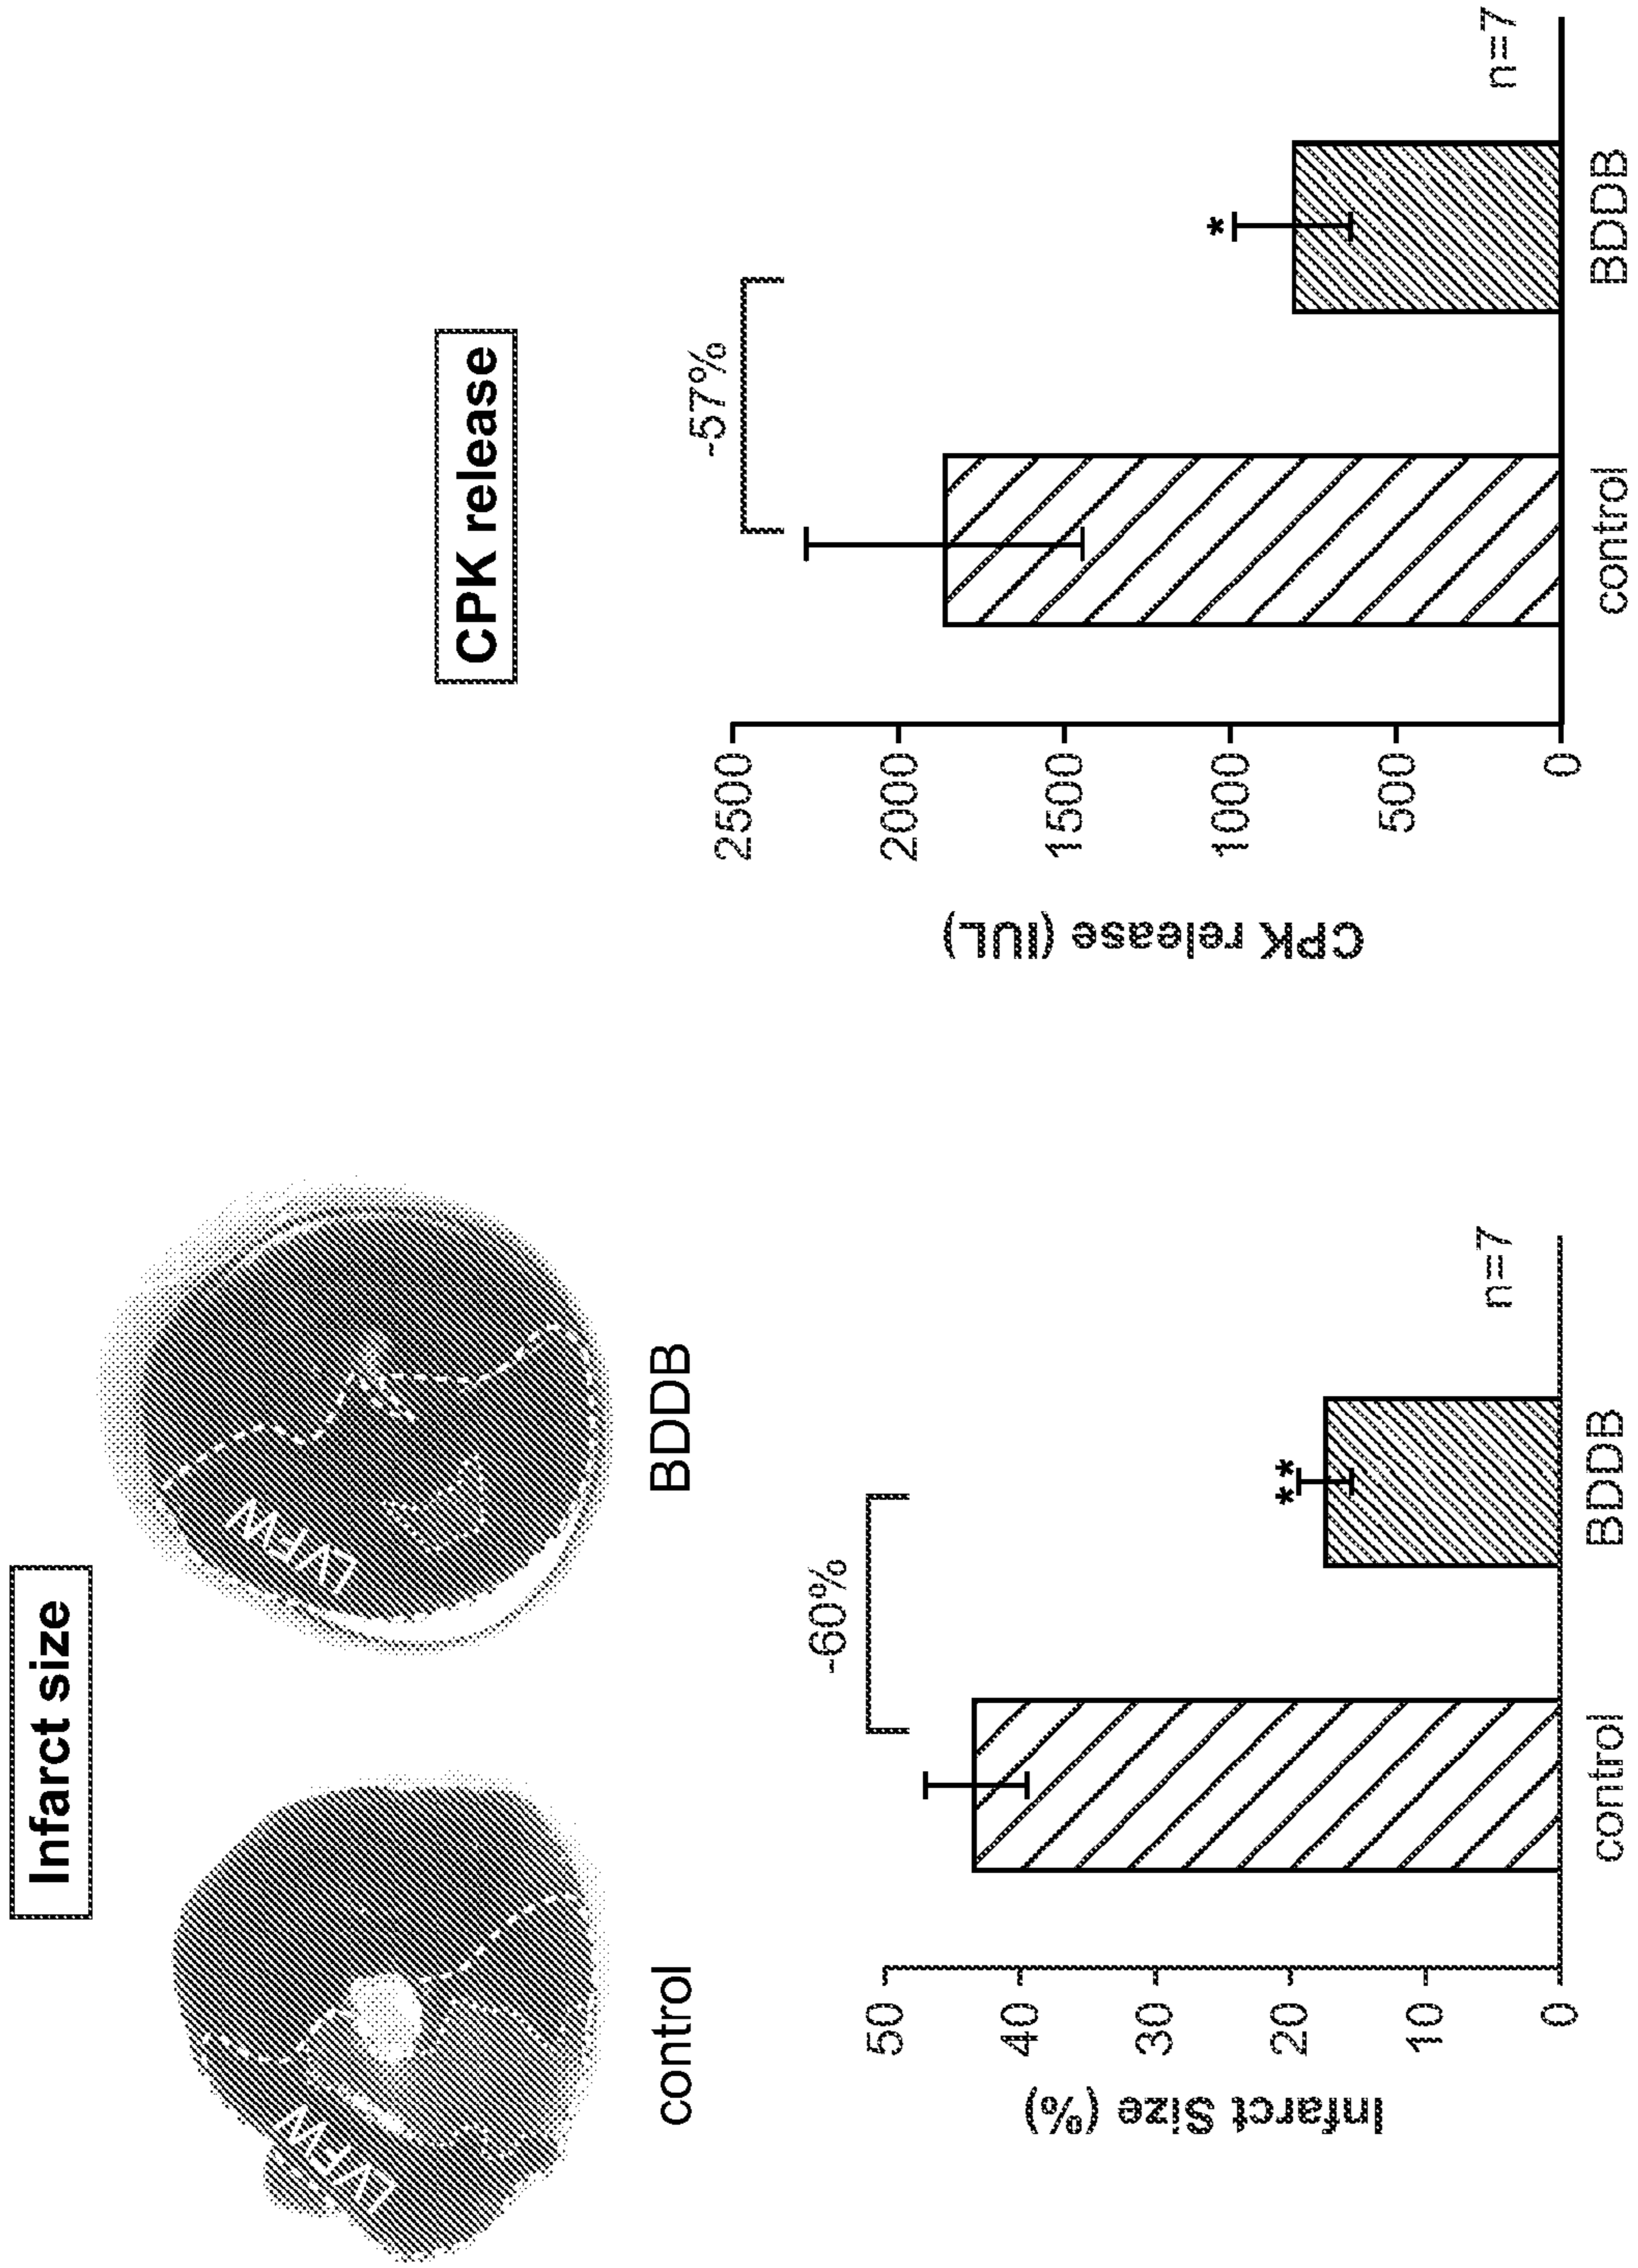 Infarct size
LVFW
LVFW
control
BDDB
Infarct Size (%)
50
40
30
20
10
0
-60%
**
n=7
control
BDDB
CPK release
CPK release (IUL)
2500
2000
1500
1000
500
0
-57%
*
n=7
control
BDDB